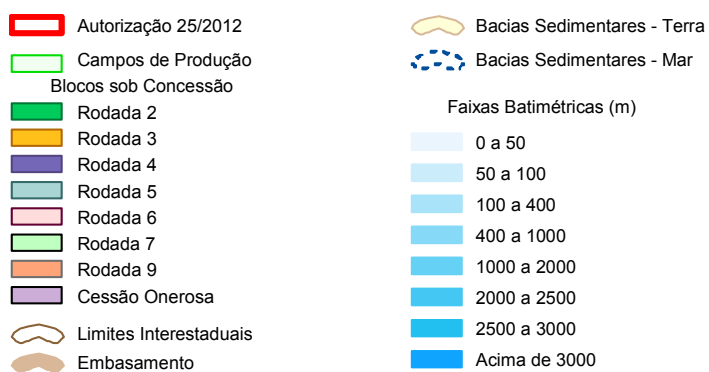 Autorização 25/2012
Campos de Produção
Blocos sob Concessão
Rodada 2
Rodada 3
Rodada 4
Rodada 5
Rodada 6
Rodada 7
Rodada 9
Cessão Onerosa
Limites Interestaduais
Embasamento
Bacias Sedimentares - Terra
Bacias Sedimentares - Mar
Faixas Batimétricas (m)
0 a 50
50 a 100
100 a 400
400 a 1000
1000 a 2000
2000 a 2500
2500 a 3000
Acima de 3000